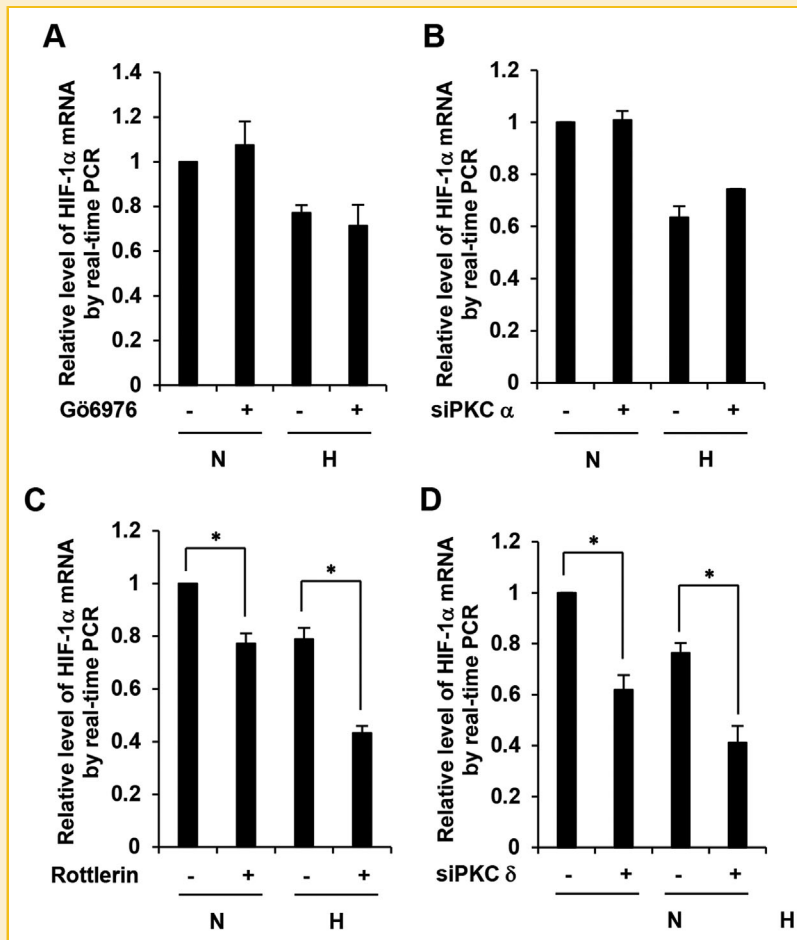 A
Relative level of HIF-1α mRNA
by real-time PCR
1.4
1.2
1
0.8
0.6
0.4
0.2
0
Gö6976 - + - +
N H
B
Relative level of HIF-1α mRNA
by real-time PCR
1.2
1
0.8
0.6
0.4
0.2
0
siPKC α - + - +
N H
C
Relative level of HIF-1α mRNA
by real-time PCR
1.2
1
0.8
0.6
0.4
0.2
0
* *
Rottlerin - + - +
N H
D
Relative level of HIF-1α mRNA
by real-time PCR
1.2
1
0.8
0.6
0.4
0.2
0
* *
siPKC δ - + - +
N H